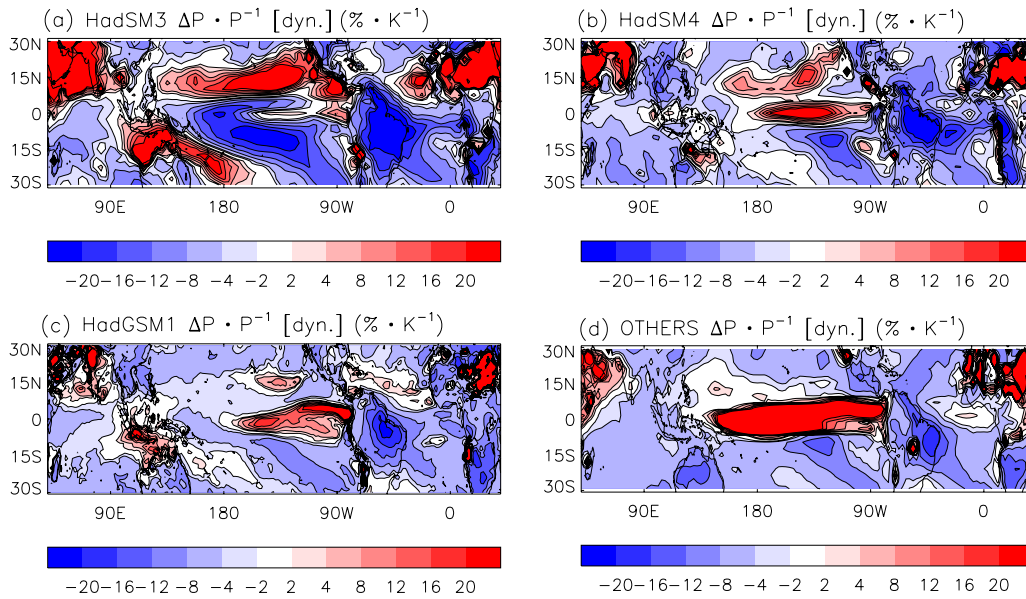 (a) HadSM3 ΔP • P⁻¹ [dyn.] (% • K⁻¹)
30N
15N
0
15S
30S
90E 180 90W 0
−20 −16 −12 −8 −4 −2 2 4 8 12 16 20
(b) HadSM4 ΔP • P⁻¹ [dyn.] (% • K⁻¹)
30N
15N
0
15S
30S
90E 180 90W 0
−20 −16 −12 −8 −4 −2 2 4 8 12 16 20
(c) HadGSM1 ΔP • P⁻¹ [dyn.] (% • K⁻¹)
30N
15N
0
15S
30S
90E 180 90W 0
−20 −16 −12 −8 −4 −2 2 4 8 12 16 20
(d) OTHERS ΔP • P⁻¹ [dyn.] (% • K⁻¹)
30N
15N
0
15S
30S
90E 180 90W 0
−20 −16 −12 −8 −4 −2 2 4 8 12 16 20